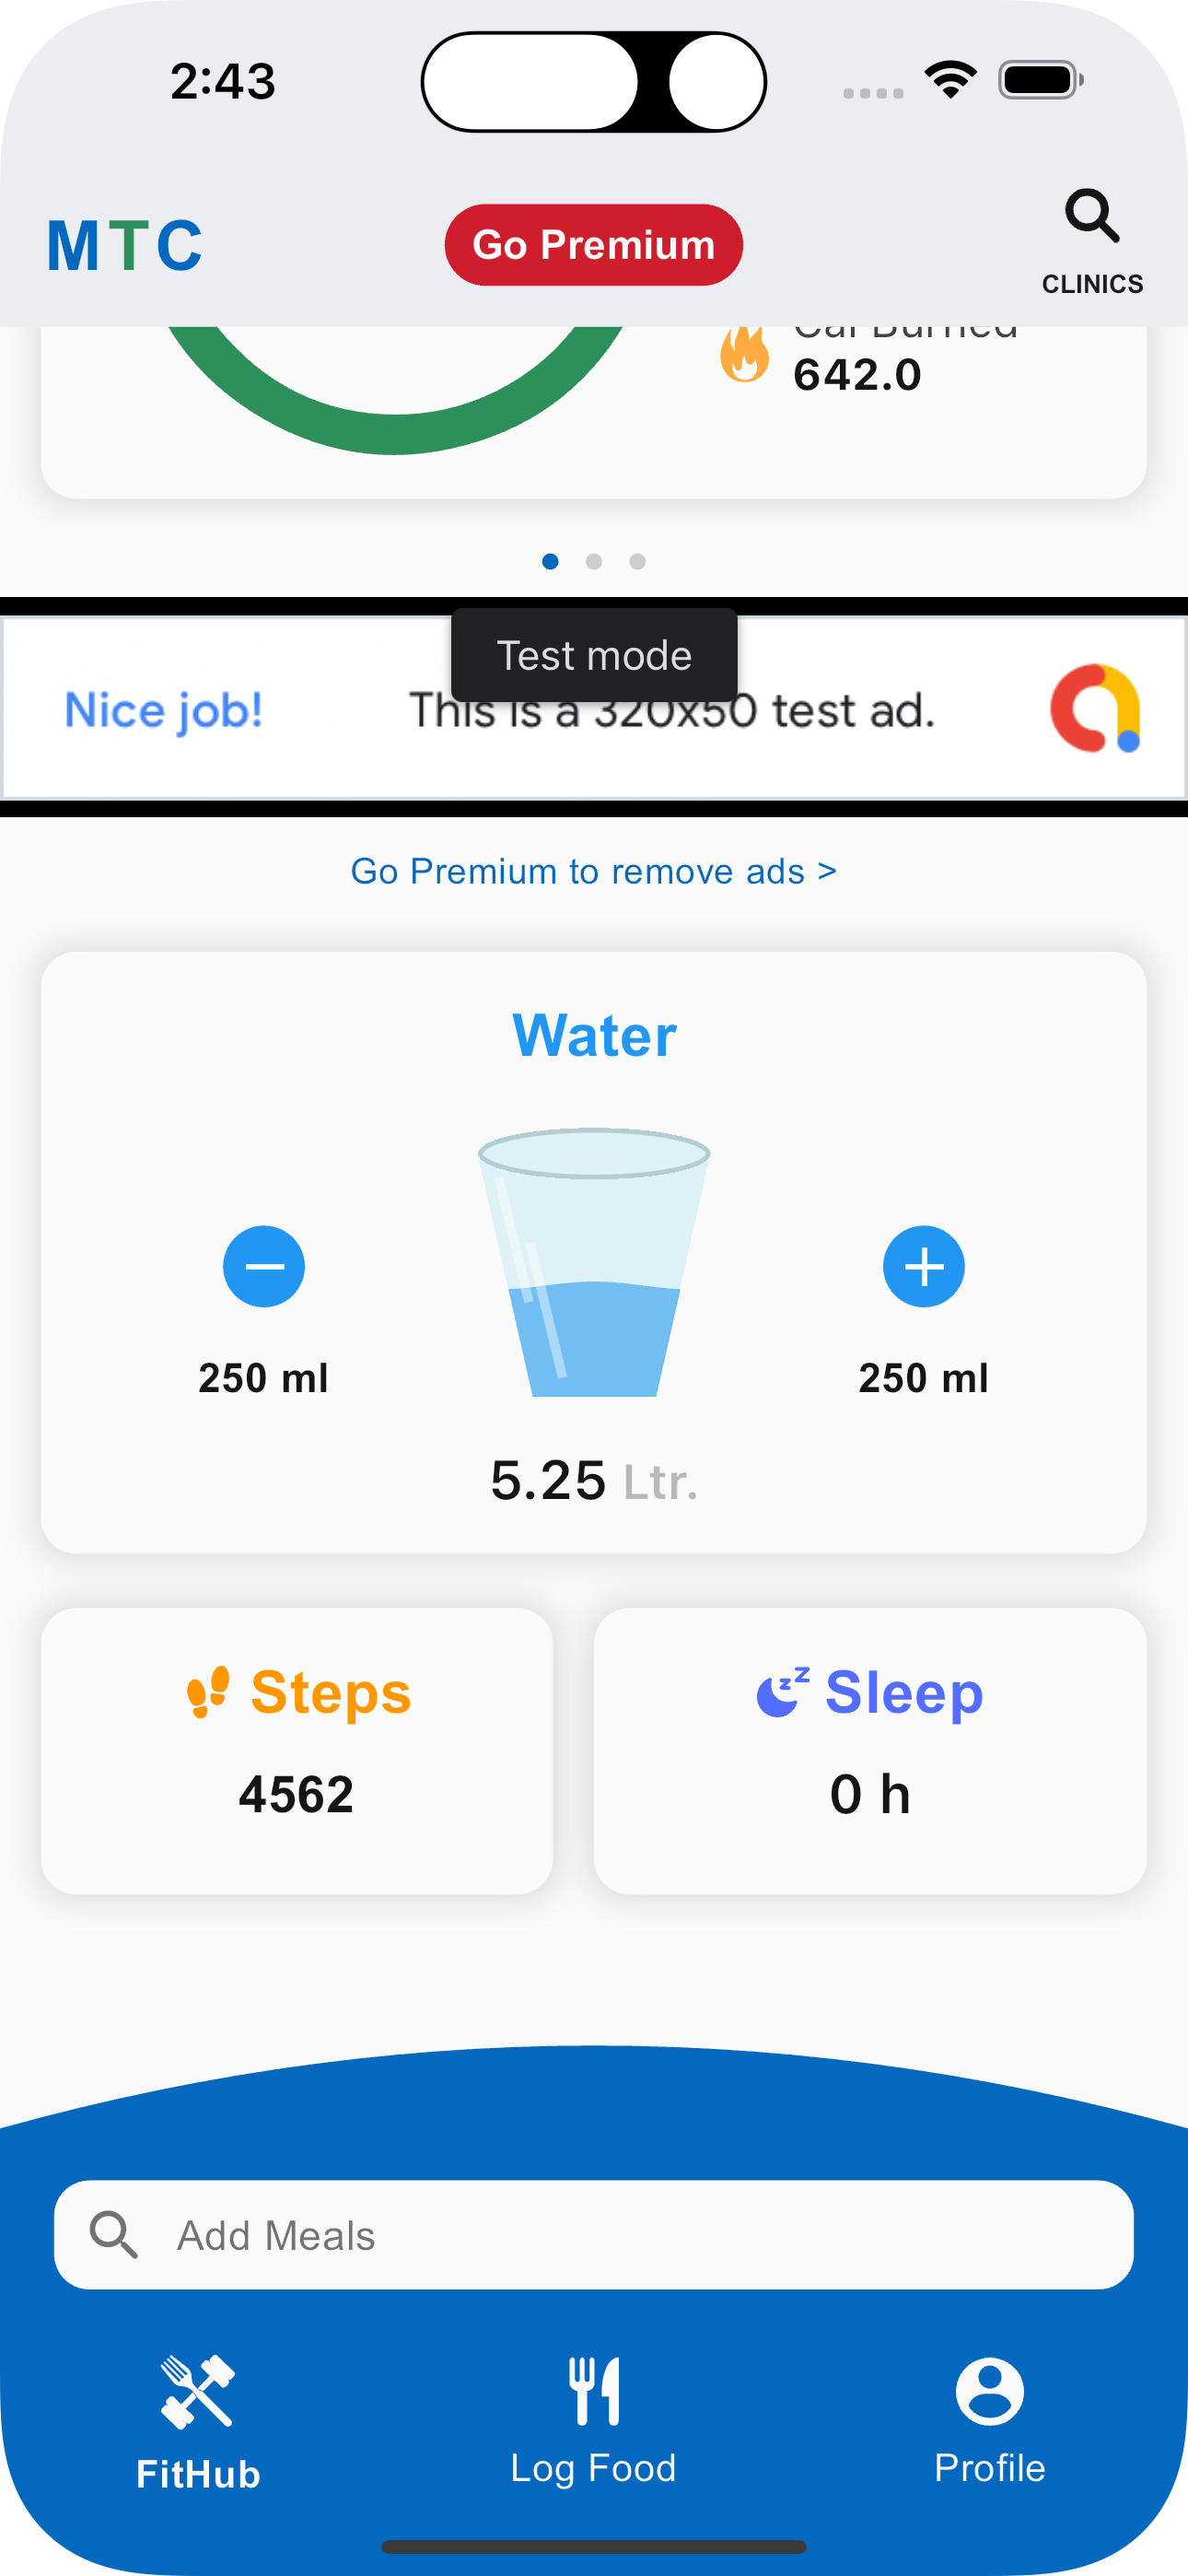 2:43
MTC
Go Premium
CLINICS
Cal Burned
642.0
Test mode
Nice job!
This is a 320x50 test ad.
Go Premium to remove ads >
Water
250 ml
250 ml
5.25 Ltr.
Steps
Sleep
4562
0 h
Add Meals
FitHub
Log Food
Profile